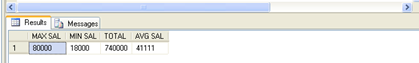 Results Messages
MAX SAL MIN SAL TOTAL AVG SAL
1 80000 18000 740000 41111